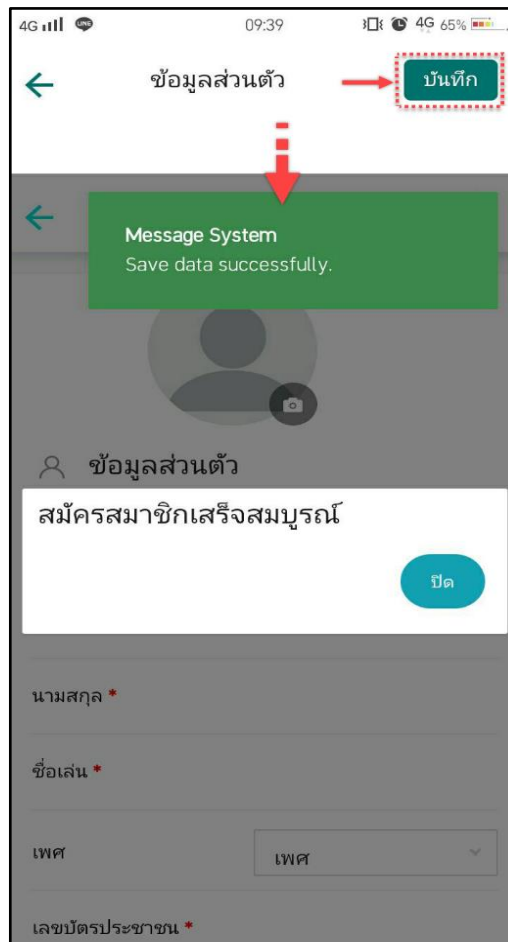 4G LINE 09:39 4G 65%
ข้อมูลส่วนตัว บันทึก
Message System
Save data successfully.
ข้อมูลส่วนตัว
สมัครสมาชิกเสร็จสมบูรณ์
ปิด
นามสกุล *
ชื่อเล่น *
เพศ เพศ
เลขบัตรประชาชน *